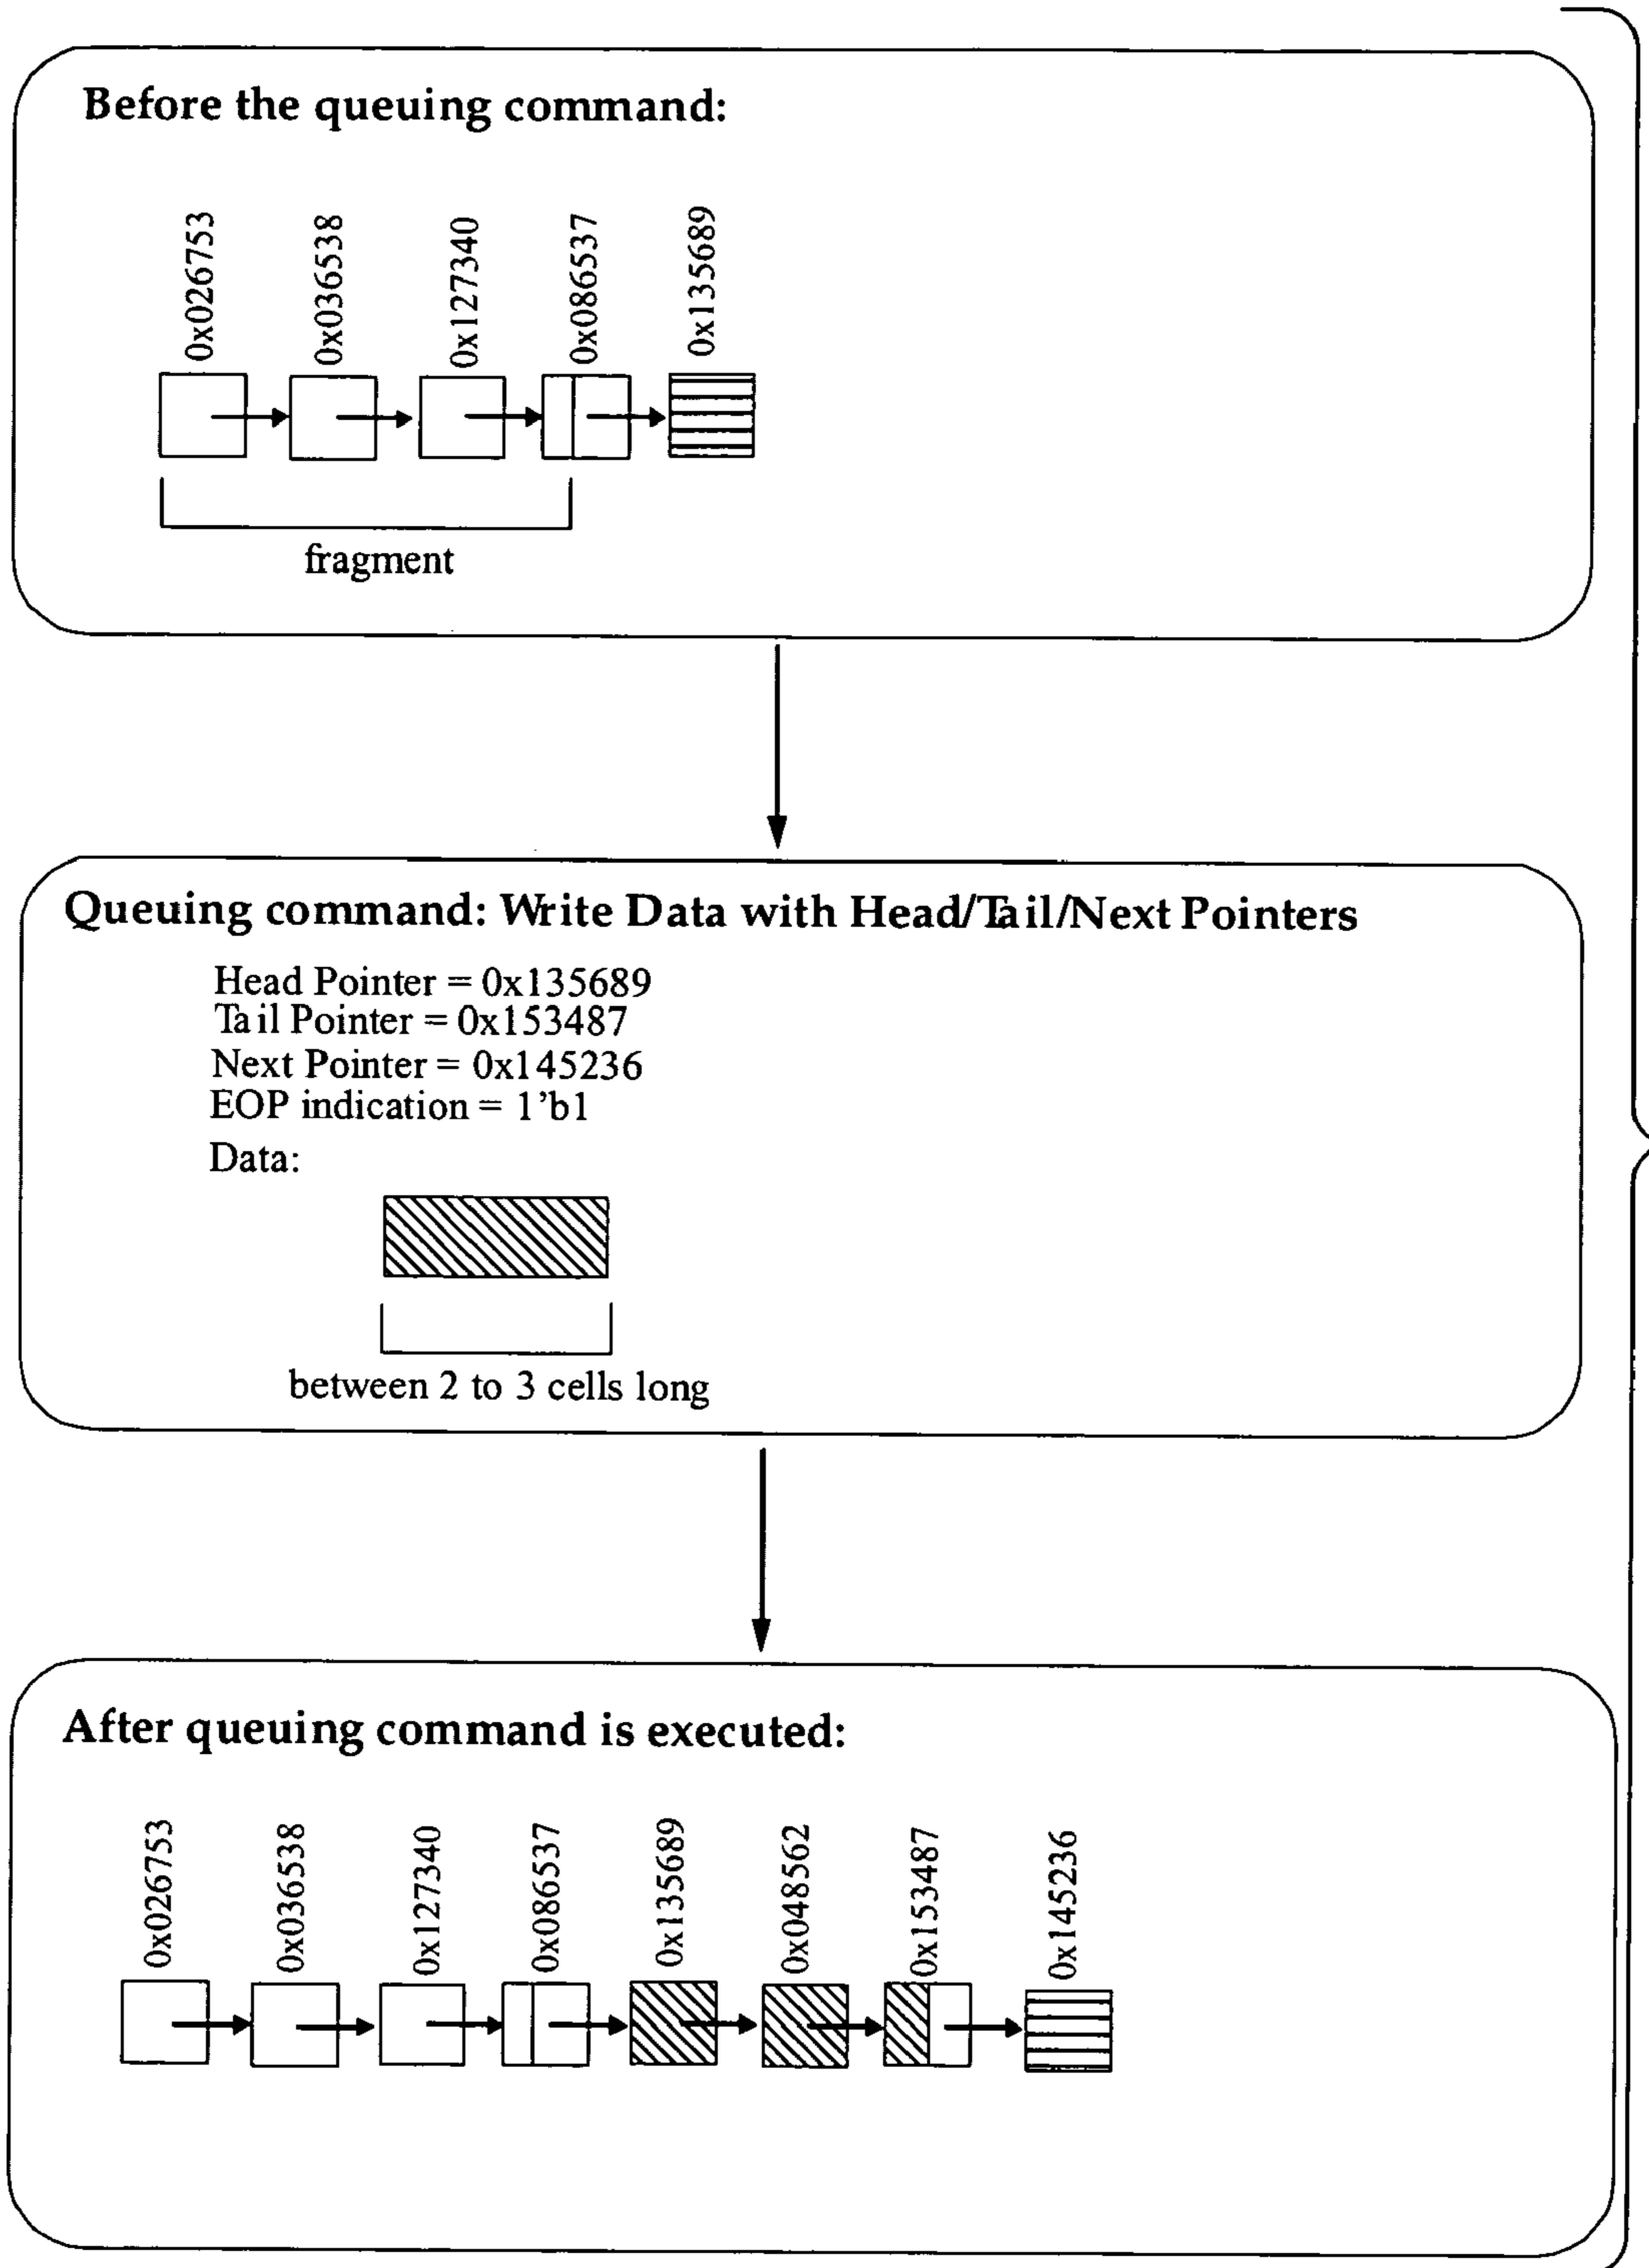 Before the queuing command:
0x026753
0x036538
0x127340
0x086537
0x135689
fragment
Queuing command: Write Data with Head/Tail/Next Pointers
Head Pointer = 0x135689
Tail Pointer = 0x153487
Next Pointer = 0x145236
EOP indication = 1’b1
Data:
between 2 to 3 cells long
After queuing command is executed:
0x026753
0x036538
0x127340
0x086537
0x135689
0x048562
0x153487
0x145236